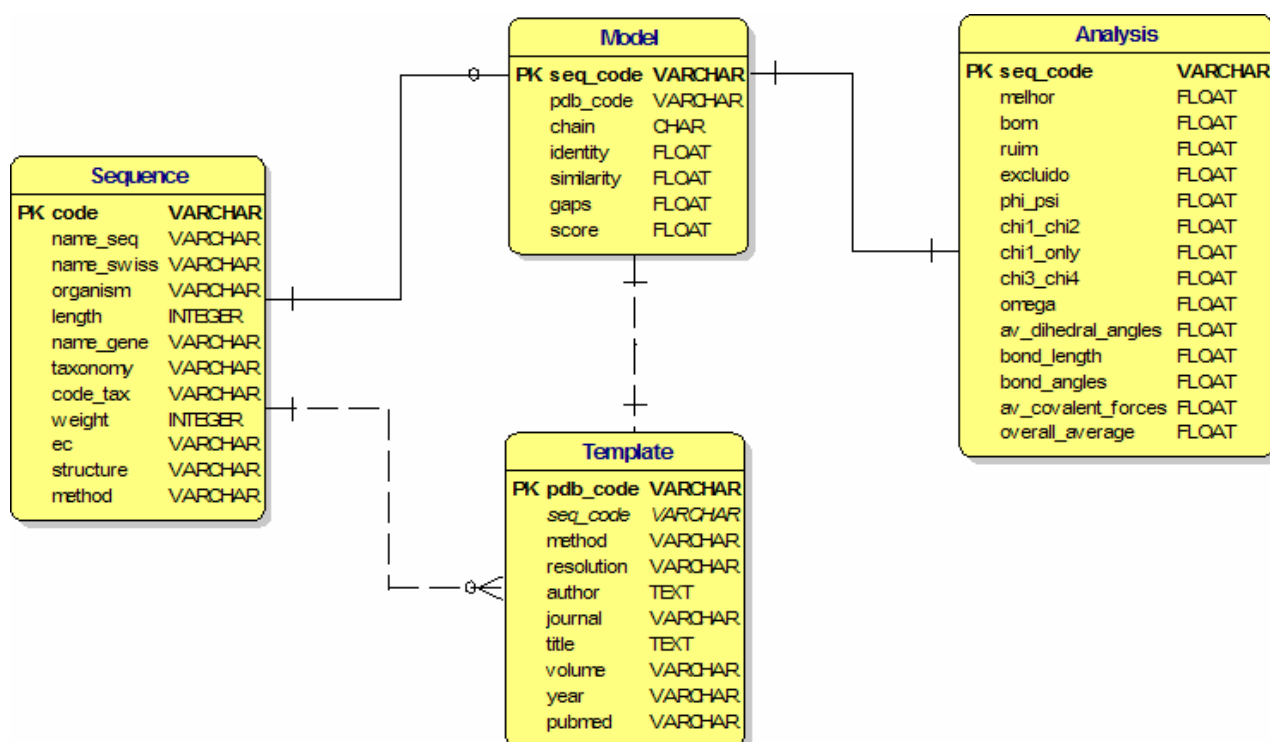 Model
PK seq_code VARCHAR
pdb_code VARCHAR
chain CHAR
identity FLOAT
similarity FLOAT
gaps FLOAT
score FLOAT
Analysis
PK seq_code VARCHAR
melhor FLOAT
bom FLOAT
ruim FLOAT
excluido FLOAT
phi_psi FLOAT
chi1_chi2 FLOAT
chi1_only FLOAT
chi3_chi4 FLOAT
omega FLOAT
av_dihedral_angles FLOAT
bond_length FLOAT
bond_angles FLOAT
av_covalent_forces FLOAT
overall_average FLOAT
Sequence
PK code VARCHAR
name_seq VARCHAR
name_swiss VARCHAR
organism VARCHAR
length INTEGER
name_gene VARCHAR
taxonomy VARCHAR
code_tax VARCHAR
weight INTEGER
ec VARCHAR
structure VARCHAR
method VARCHAR
Template
PK pdb_code VARCHAR
seq_code VARCHAR
method VARCHAR
resolution VARCHAR
author TEXT
journal VARCHAR
title TEXT
volume VARCHAR
year VARCHAR
pubmed VARCHAR